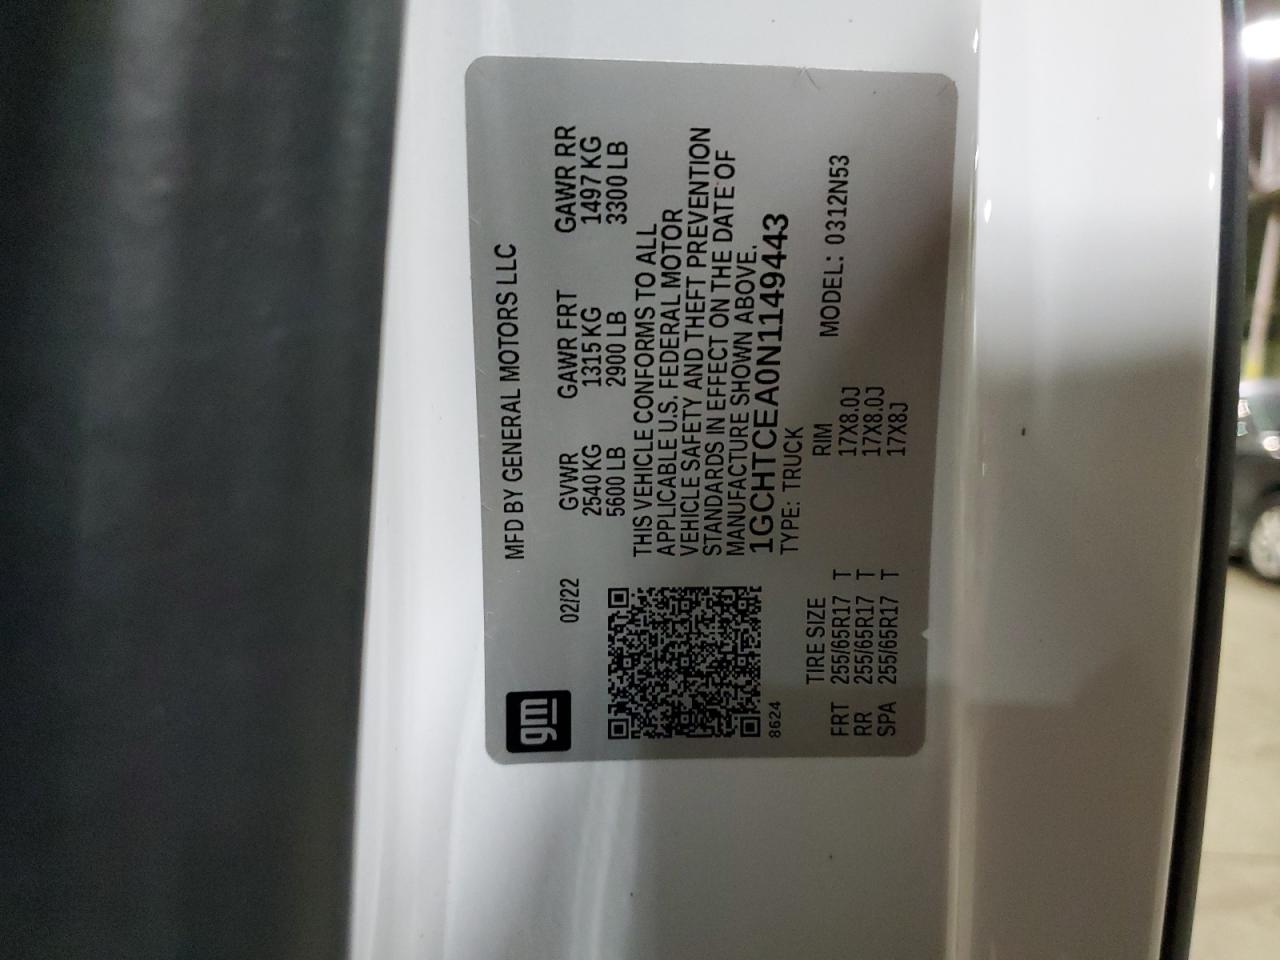 gm
MFD BY GENERAL MOTORS LLC
02/22
GVWR GAWR FRT GAWR RR
2540 KG 1315 KG 1497 KG
5600 LB 2900 LB 3300 LB
THIS VEHICLE CONFORMS TO ALL
APPLICABLE U.S. FEDERAL MOTOR
VEHICLE SAFETY AND THEFT PREVENTION
STANDARDS IN EFFECT ON THE DATE OF
MANUFACTURE SHOWN ABOVE.
1GCHTCEA0N1149443
8624
TYPE: TRUCK
MODEL: 0312N53
TIRE SIZE RIM
FRT 255/65R17 T 17X8.0J
RR 255/65R17 T 17X8.0J
SPA 255/65R17 T 17X8J